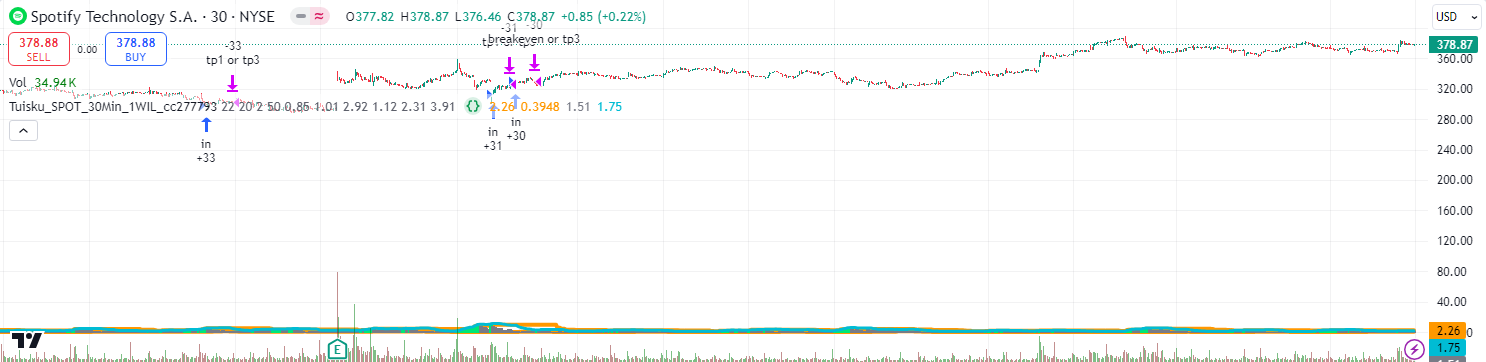 Spotify Technology S.A. · 30 · NYSE
O377.82 H378.87 L376.46 C378.87 +0.85 (+0.22%)
USD
378.88
SELL
0.00
378.88
BUY
Vol 34.94K
Tuisku_SPOT_30Min_1WIL_cc277793 22 20 2 50 0.85 1.01 2.92 1.12 2.31 3.91
2.26 0.3948 1.51 1.75
-33
tp1 or tp3
in
+33
-31
-30
breakeven or tp3
in
+31
in
+30
E
378.87
360.00
320.00
280.00
240.00
200.00
160.00
120.00
80.00
40.00
2.26
1.75